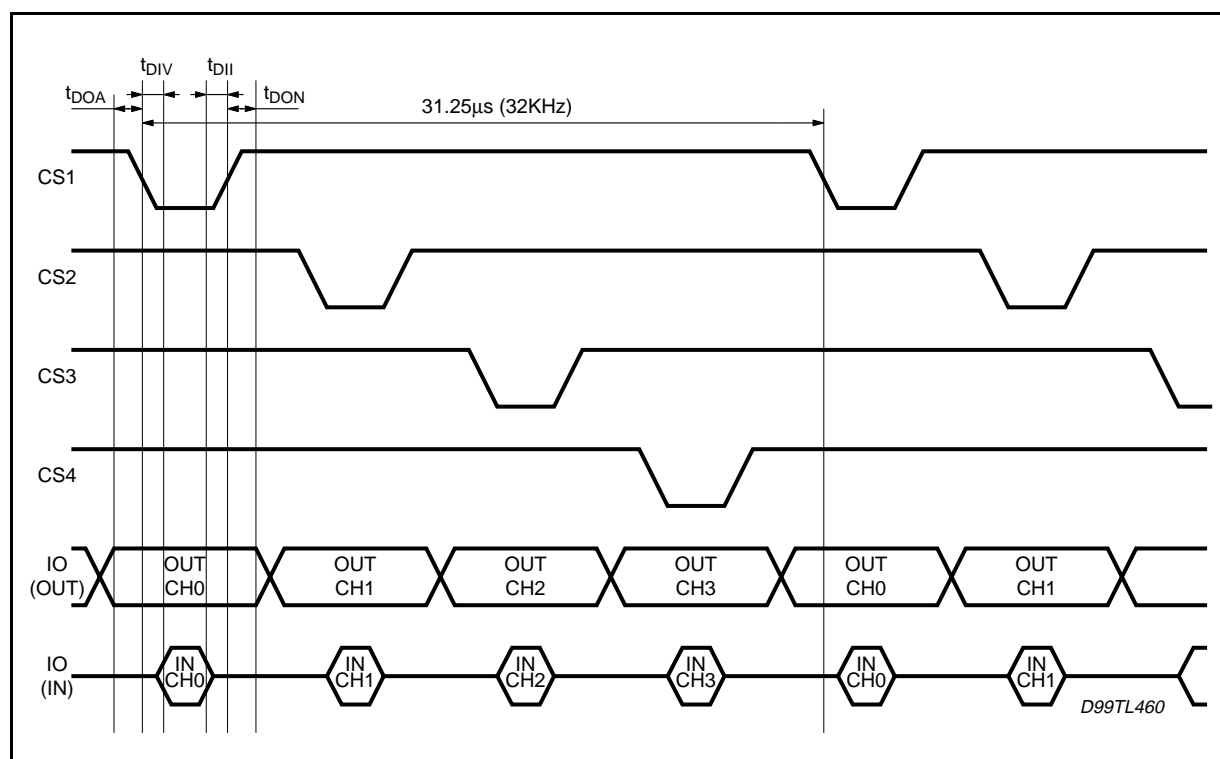 tDIV
tDII
tDOA
tDON
31.25µs (32KHz)
CS1
CS2
CS3
CS4
IO
(OUT)
OUT
CH0
OUT
CH1
OUT
CH2
OUT
CH3
OUT
CH0
OUT
CH1
IO
(IN)
IN
CH0
IN
CH1
IN
CH2
IN
CH3
IN
CH0
IN
CH1
D99TL460